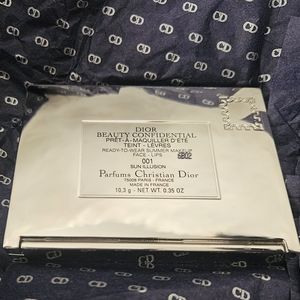 DIOR
BEAUTY CONFIDENTIAL
PRÊT-À-MAQUILLER D'ÉTÉ
TEINT - LÈVRES
READY-TO-WEAR SUMMER MAKEUP
FACE - LIPS
001
6B02
SUN ILLUSION
Parfums Christian Dior
75008 PARIS - FRANCE
MADE IN FRANCE
10,3 g - NET WT. 0.35 OZ